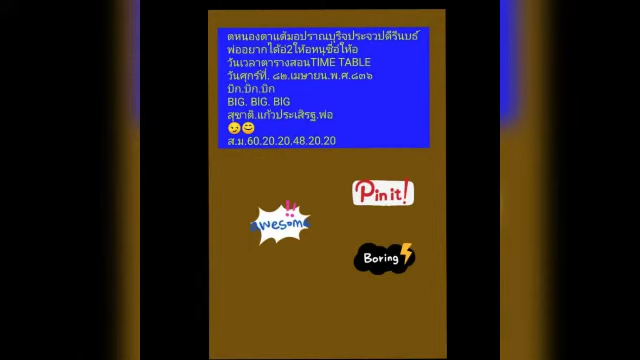 ตหนองตาแต้มอปราณบุรีจประจวปคีรีนบธ์
พ่ออยากได้อ่2ให้อหนุชื่อให้อ
วันเวลาตารางสอนTIME TABLE
วันศุกร์ที่. ๘๒.เมษายน.พ.ศ.๘๓๖
บิก.บิก.บิก
BIG. BIG. BIG
สุชาติ.แก้วประเสิรฐ.พ่อ
😏😊
ส.ม.60.20.20.48.20.20
Pin it!
awesome
Boring